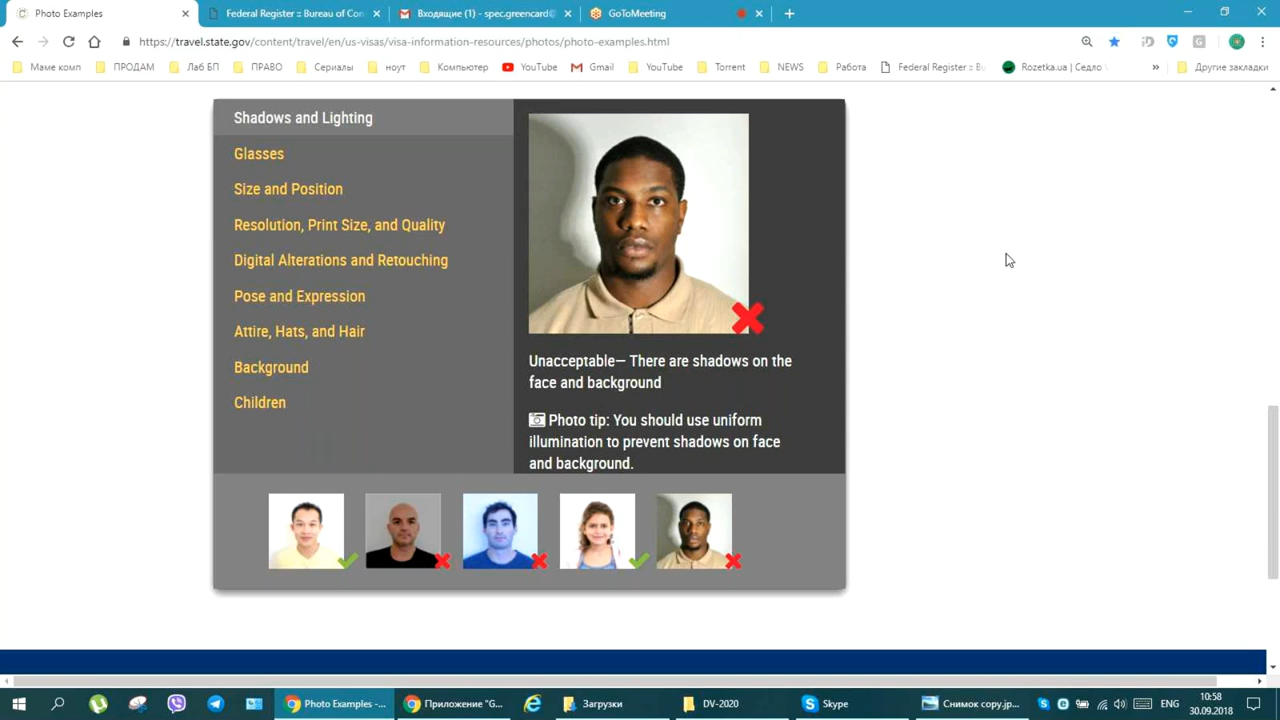 Photo Examples
Federal Register :: Bureau of Con
Входящие (1) - spec.greencard@
GoToMeeting
https://travel.state.gov/content/travel/en/us-visas/visa-information-resources/photos/photo-examples.html
Маме комп
ПРОДАМ
Лаб БП
ПРАВО
Сериалы
ноут
Компьютер
YouTube
Gmail
YouTube
Torrent
NEWS
Работа
Federal Register :: Bu
Rozetka.ua | Седло
Другие закладки
Shadows and Lighting
Glasses
Size and Position
Resolution, Print Size, and Quality
Digital Alterations and Retouching
Pose and Expression
Attire, Hats, and Hair
Background
Children
Unacceptable— There are shadows on the
face and background
Photo tip: You should use uniform
illumination to prevent shadows on face
and background.
Photo Examples -...
Приложение "G...
Загрузки
DV-2020
Skype
Снимок copy.jp...
ENG
10:58
30.09.2018